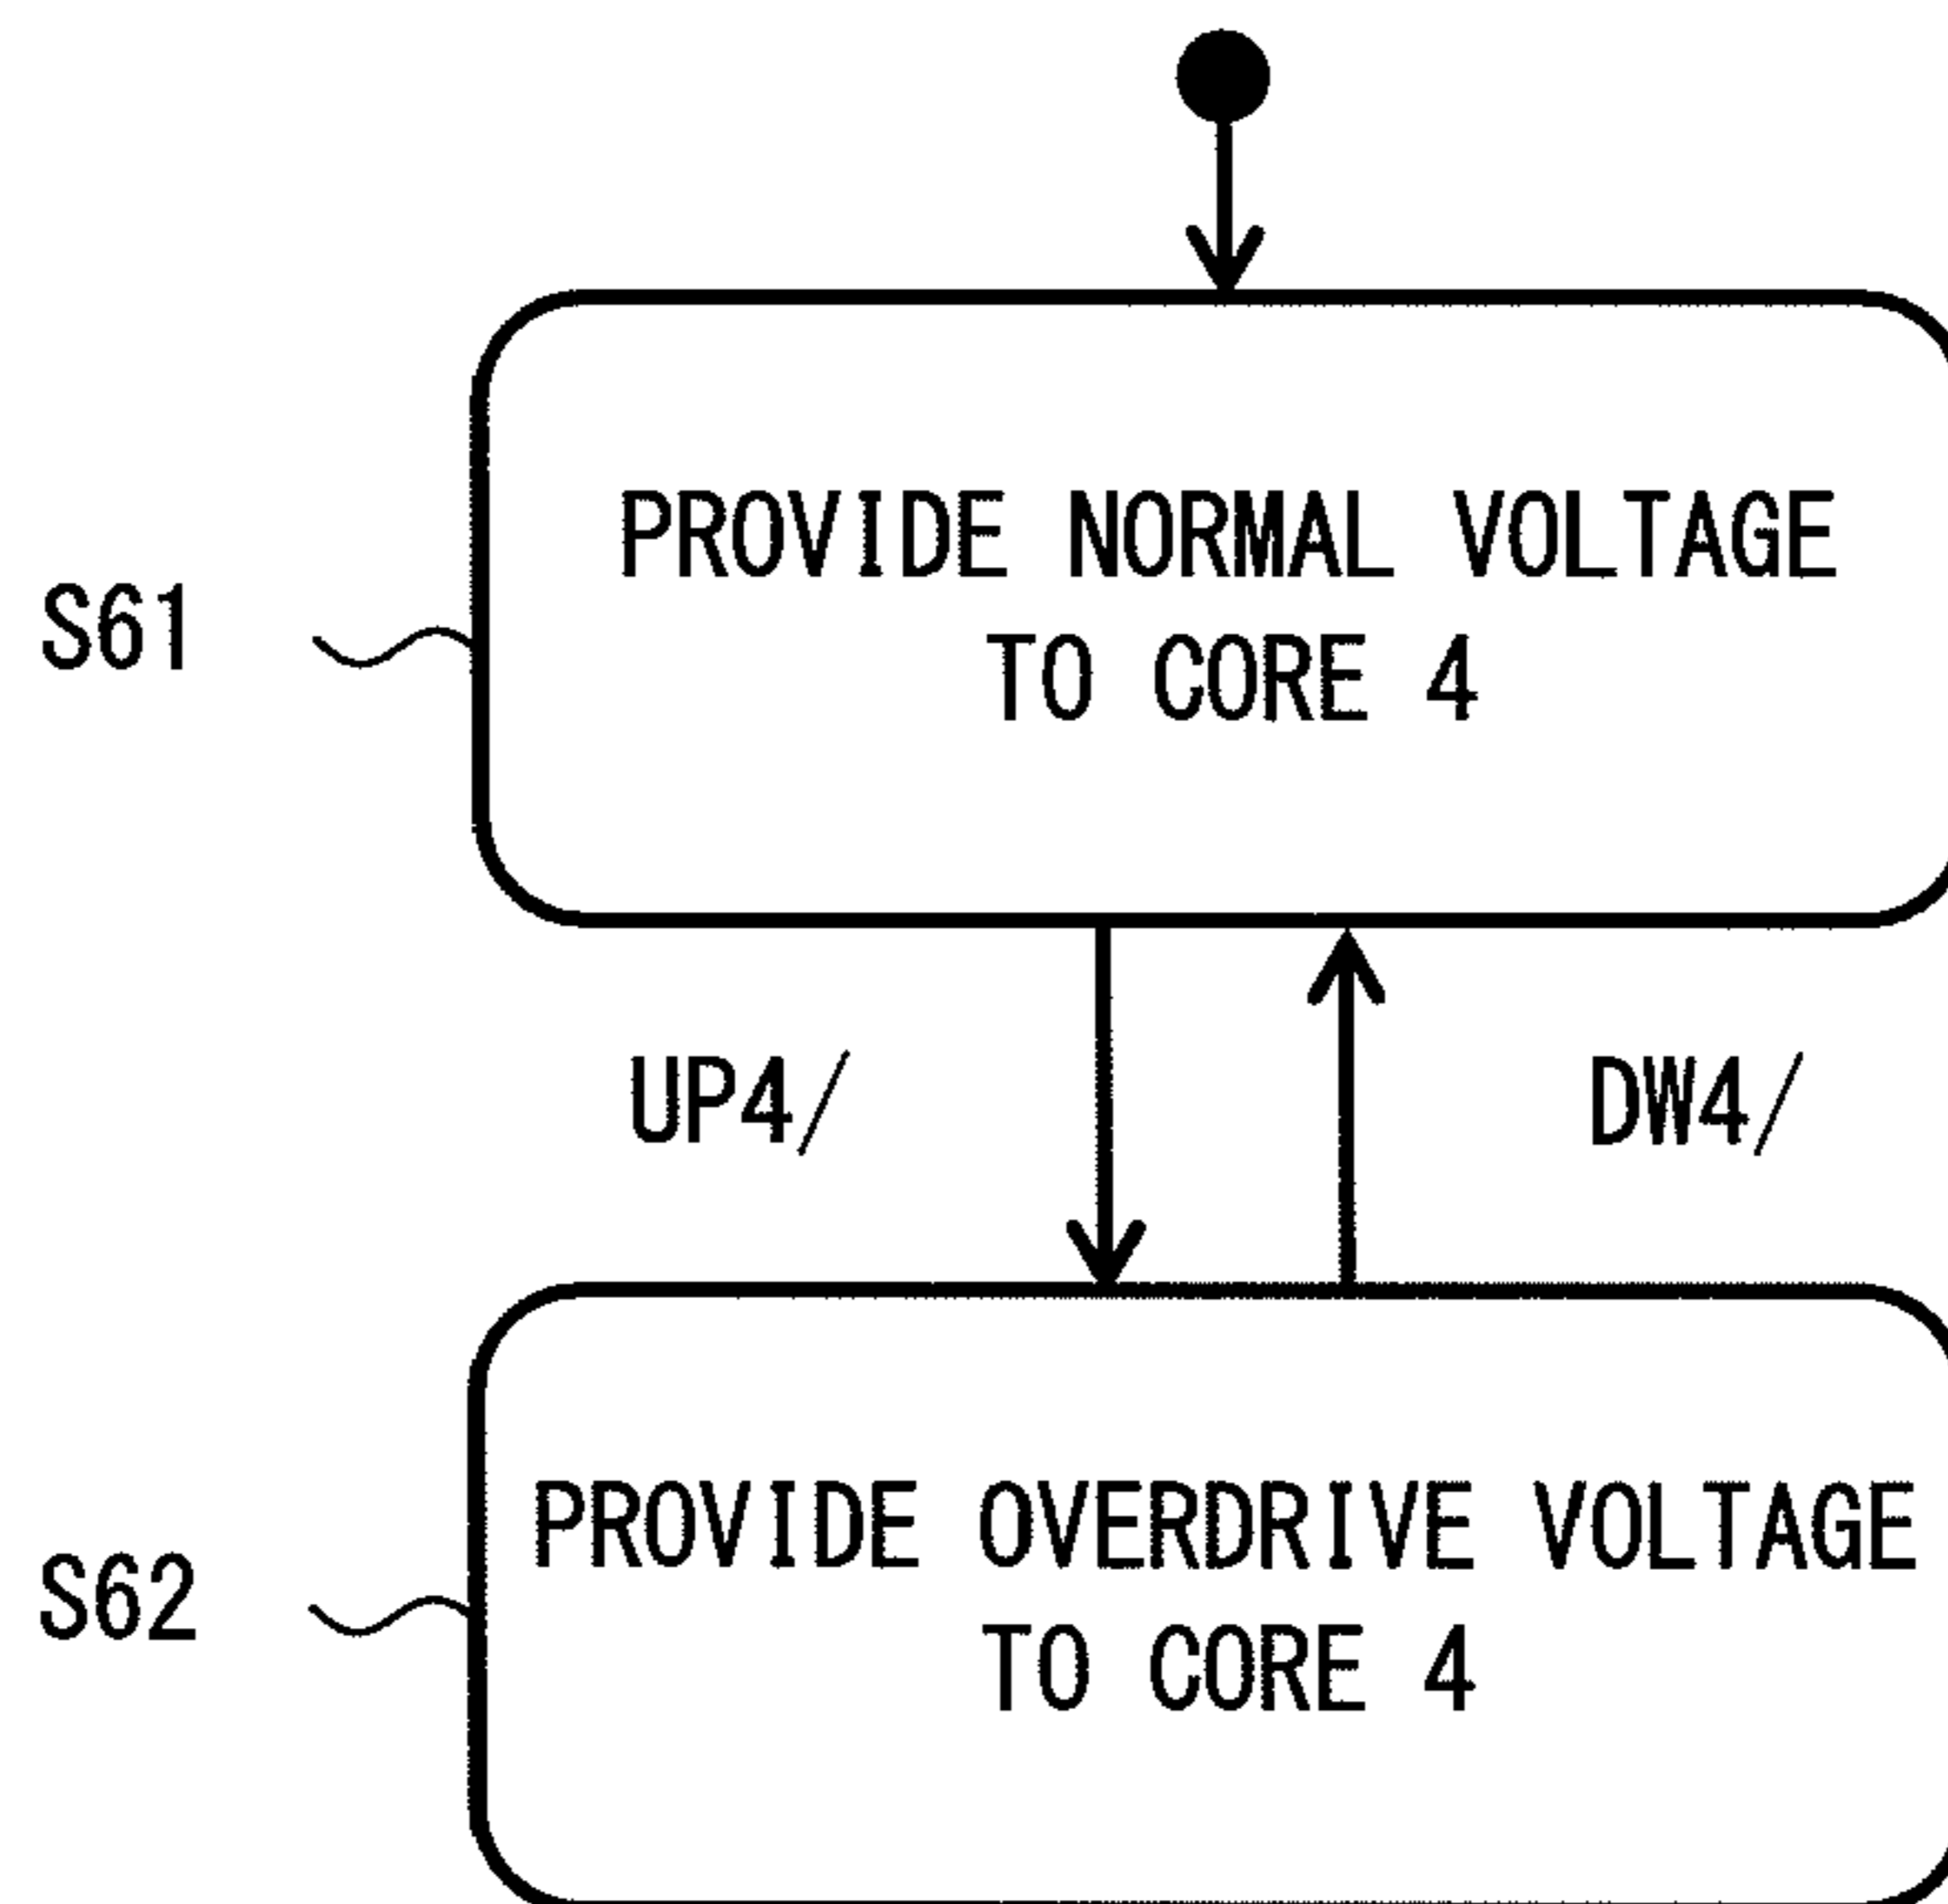 PROVIDE NORMAL VOLTAGE
TO CORE 4
S61
UP4/
DW4/
PROVIDE OVERDRIVE VOLTAGE
TO CORE 4
S62